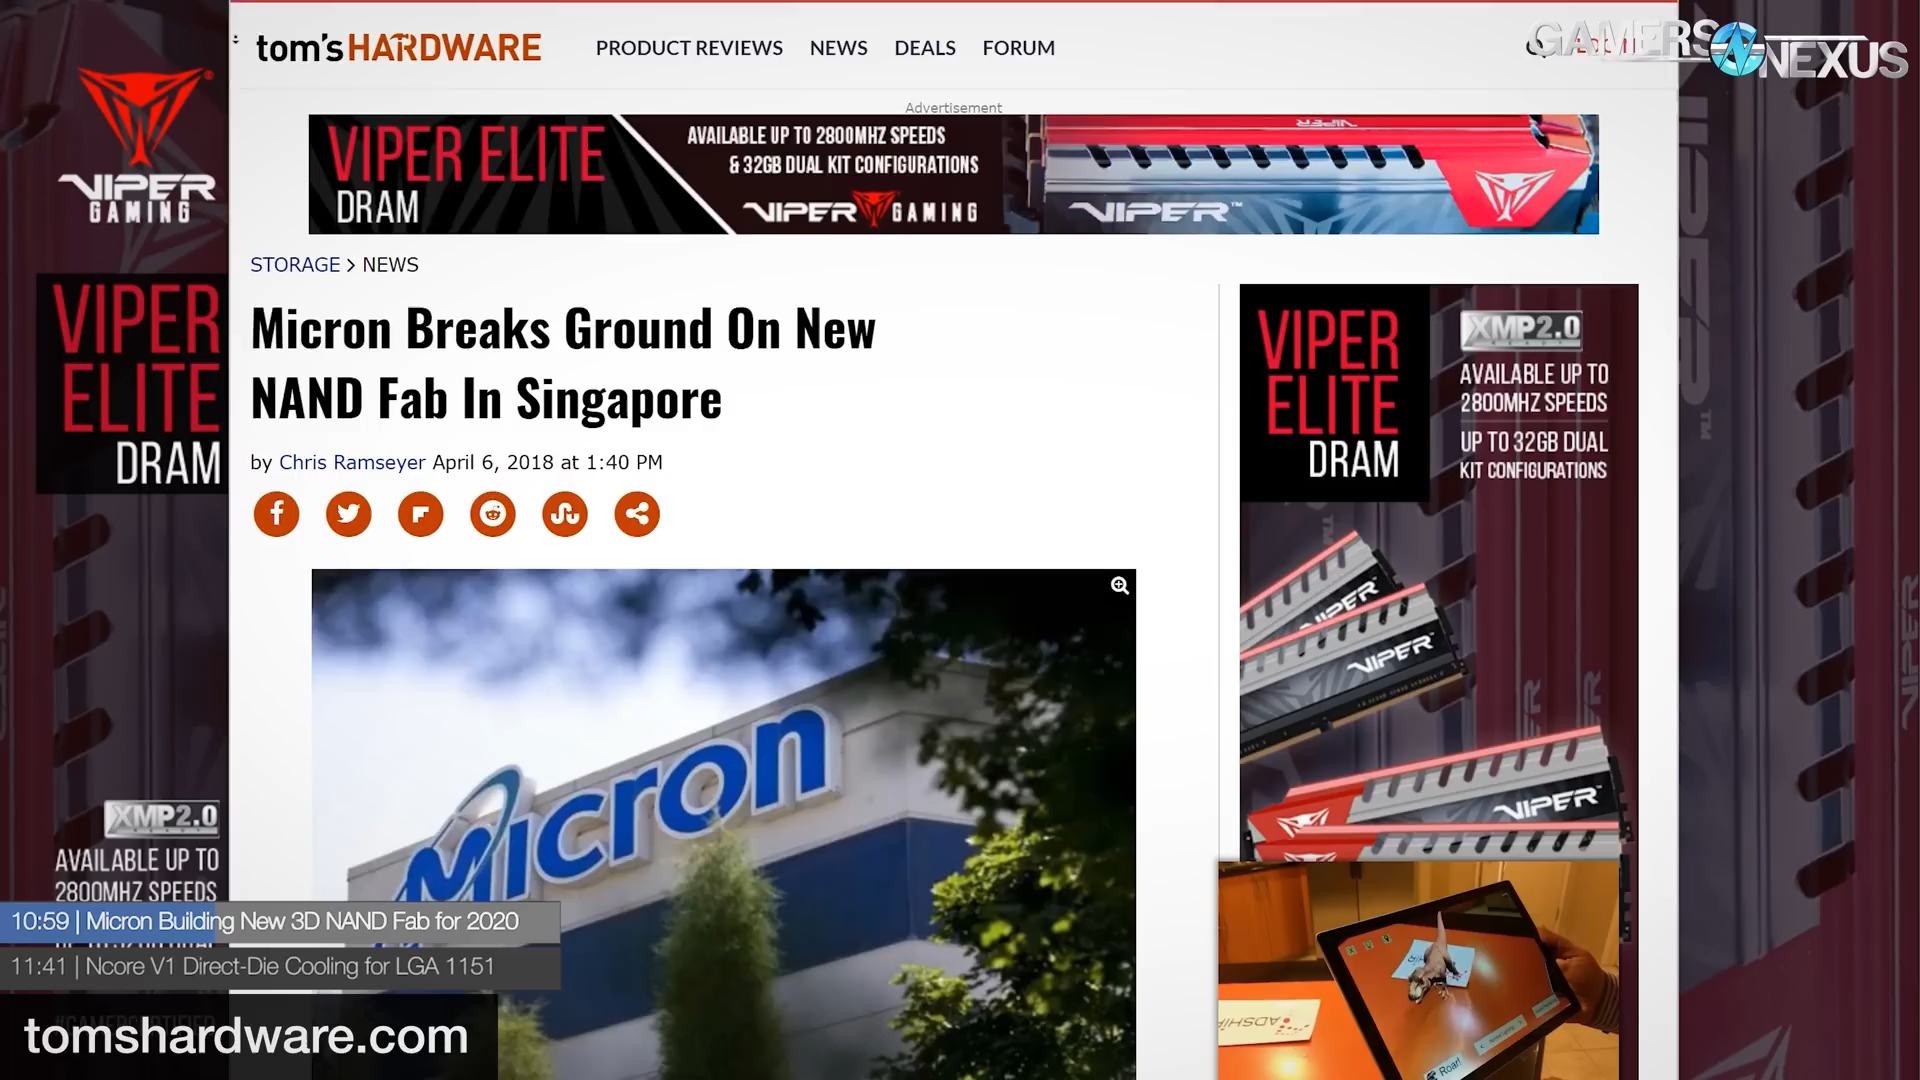 tom's HARDWARE
PRODUCT REVIEWS
NEWS
DEALS
FORUM
GAMERS NEXUS
Advertisement
VIPER ELITE
DRAM
AVAILABLE UP TO 2800MHZ SPEEDS
& 32GB DUAL KIT CONFIGURATIONS
VIPER GAMING
VIPER
VIPER™
VIPER
GAMING
VIPER
ELITE
DRAM
XMP2.0
READY
AVAILABLE UP TO
2800MHZ SPEEDS
STORAGE > NEWS
Micron Breaks Ground On New
NAND Fab In Singapore
by Chris Ramseyer April 6, 2018 at 1:40 PM
Micron
VIPER
ELITE
DRAM
XMP2.0
READY
AVAILABLE UP TO
2800MHZ SPEEDS
UP TO 32GB DUAL
KIT CONFIGURATIONS
VIPER
VIPER
VIPER
VIPER
Roar!
10:59 | Micron Building New 3D NAND Fab for 2020
11:41 | Ncore V1 Direct-Die Cooling for LGA 1151
tomshardware.com